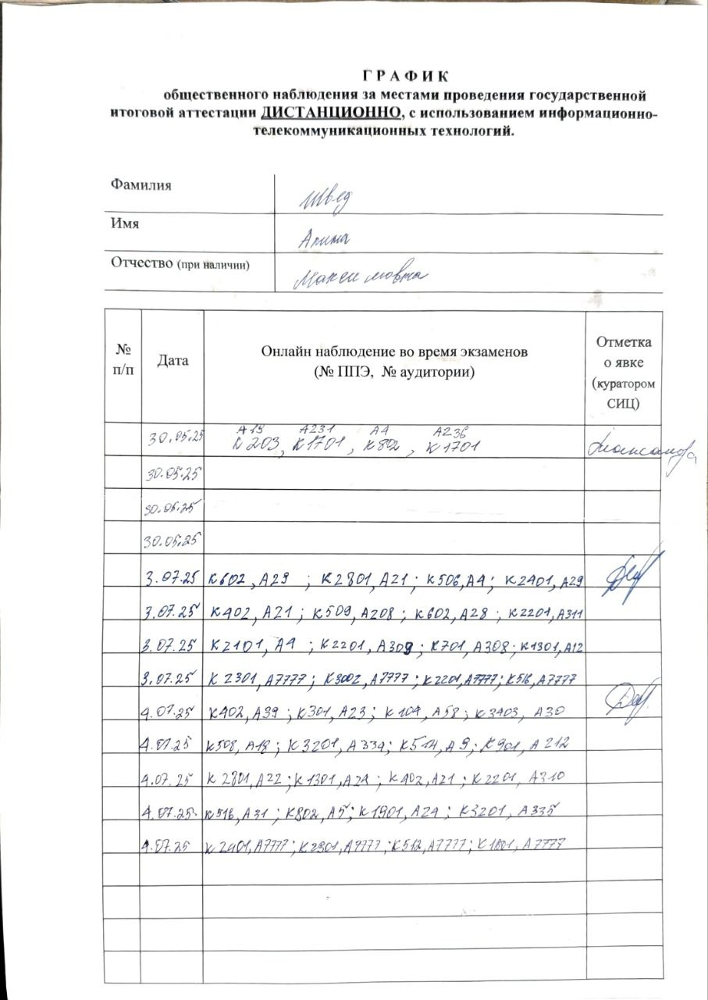 Г Р А Ф И К
общественного наблюдения за местами проведения государственной
итоговой аттестации ДИСТАНЦИОННО, с использованием информационно-
телекоммуникационных технологий.
Фамилия Швед
Имя Алина
Отчество (при наличии) Максимовна
№ п/п
Дата
Онлайн наблюдение во время экзаменов
(№ ППЭ, № аудитории)
Отметка
о явке
(куратором
СИЦ)
А15 А231 А4 А236
30.05.25 К203, К1701, К802, К1701
30.05.25
30.05.25
30.05.25
3.07.25 К602, А29 ; К2801, А21 ; К506, А4 ; К2401, А29
3.07.25 К402, А21 ; К509, А208 ; К602, А28 ; К2201, А311
3.07.25 К2101, А4 ; К2201, А309 ; К701, А308 ; К1301, А12
3.07.25 К2301, А7777 ; К3002, А7777 ; К2201, А7777 ; К516, А7777
4.07.25 К402, А39 ; К301, А23 ; К104, А58 ; К3403, А30
4.07.25 К508, А18 ; К3201, А334 ; К514, А9 ; К901, А212
4.07.25 К2801, А22 ; К1301, А24 ; К402, А21 ; К2201, А310
4.07.25 К516, А31 ; К802, А5 ; К1901, А24 ; К3201, А335
4.07.25 К2401, А7777 ; К2901, А7777 ; К512, А7777 ; К1801, А7777